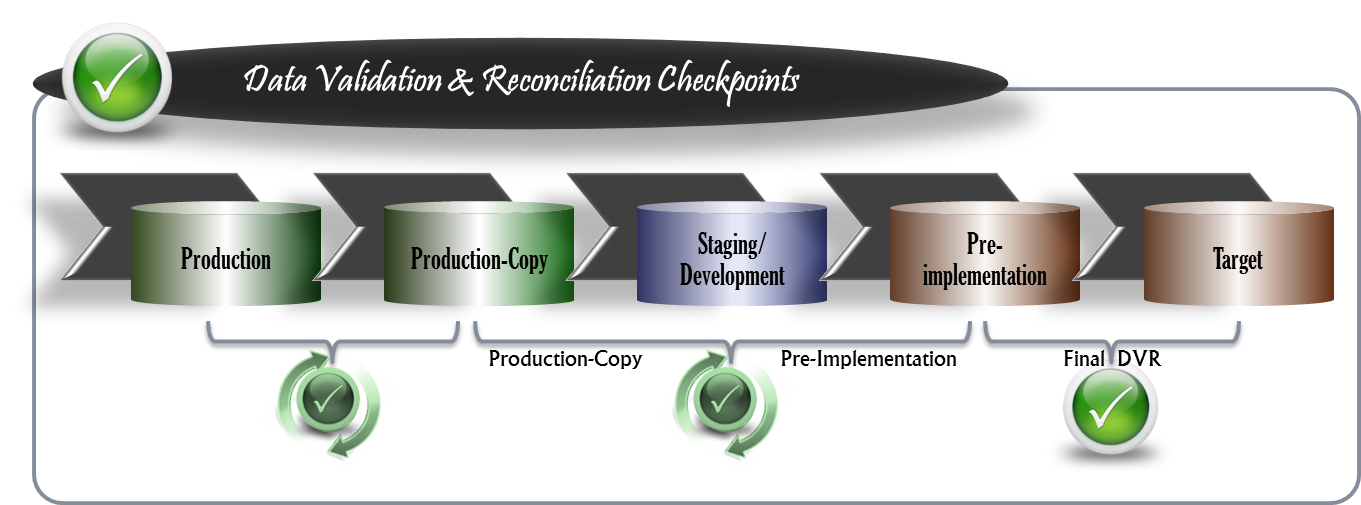 Data Validation & Reconciliation Checkpoints
Production
Production-Copy
Staging/
Development
Pre-
implementation
Target
Production-Copy
Pre-Implementation
Final DVR